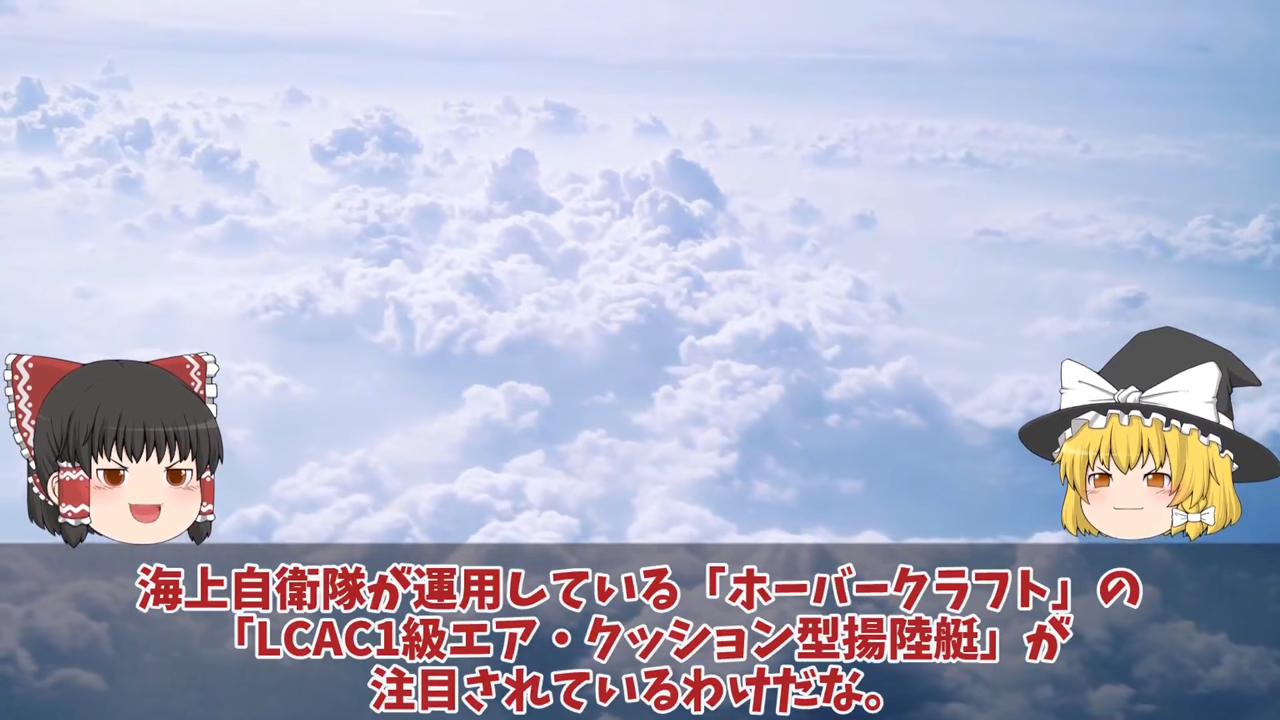 海上自衛隊が運用している「ホーバークラフト」の
「LCAC1級エア・クッション型揚陸艇」が
注目されているわけだな。